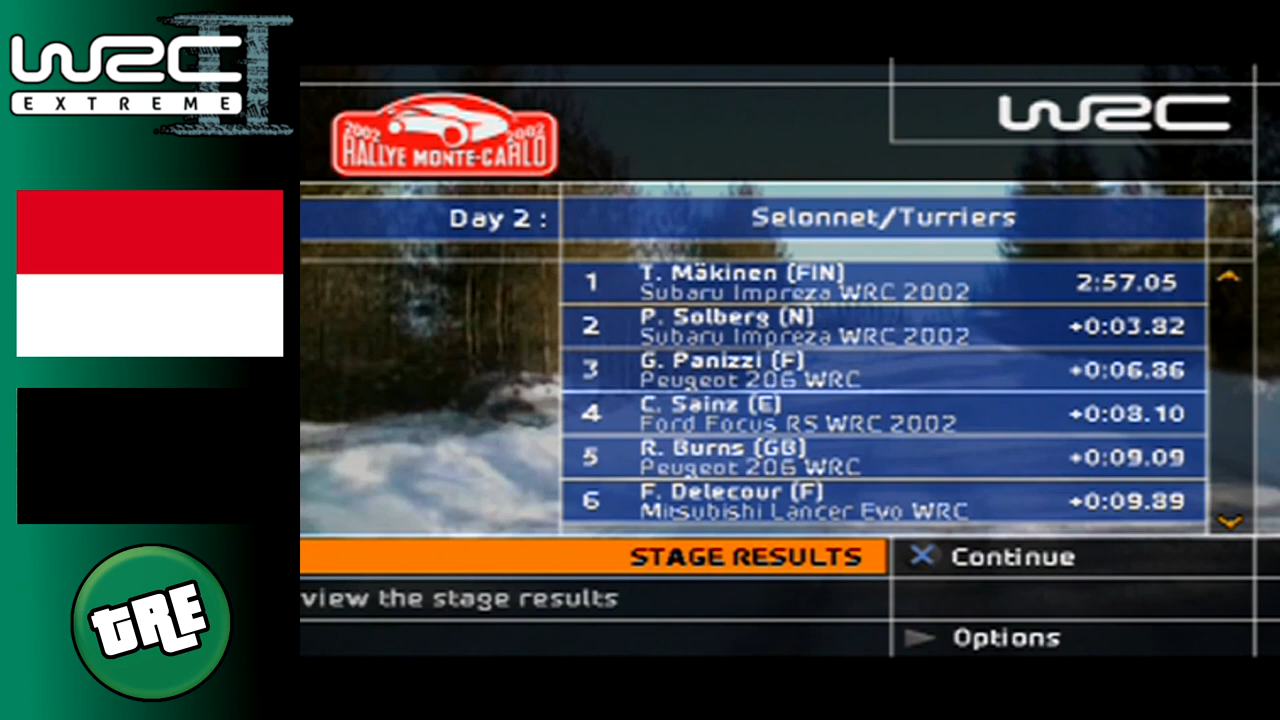 WRC II
EXTREME
2002 2002
RALLYE MONTE-CARLO
WRC
Day 2 : Selonnet/Turriers
1 T. Mäkinen (FIN) 2:57.05
Subaru Impreza WRC 2002
2 P. Solberg (N) +0:03.82
Subaru Impreza WRC 2002
3 G. Panizzi (F) +0:06.86
Peugeot 206 WRC
4 C. Sainz (E) +0:08.10
Ford Focus RS WRC 2002
5 R. Burns (GB) +0:09.09
Peugeot 206 WRC
6 F. Delecour (F) +0:09.89
Mitsubishi Lancer Evo WRC
STAGE RESULTS
Continue
view the stage results
Options
tRE